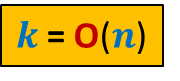 k = O(n)